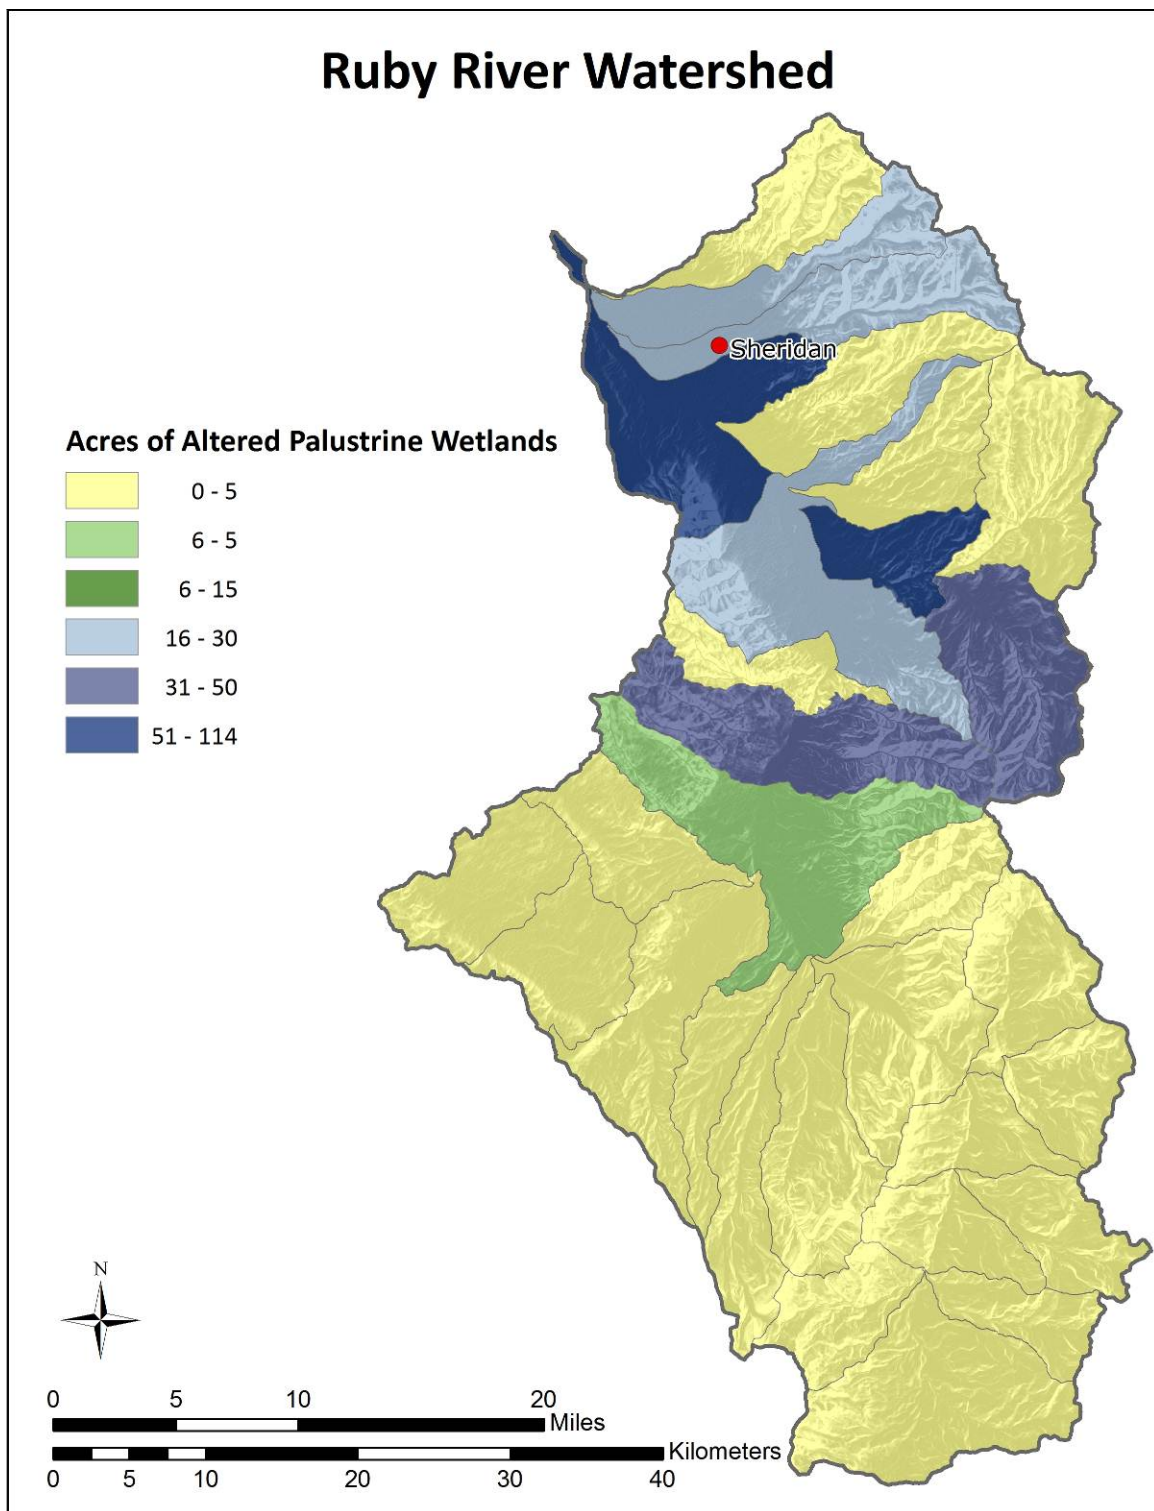 Ruby River Watershed
Sheridan
Acres of Altered Palustrine Wetlands
0 - 5
6 - 5
6 - 15
16 - 30
31 - 50
51 - 114
N
0 5 10 20
Miles
Kilometers
0 5 10 20 30 40